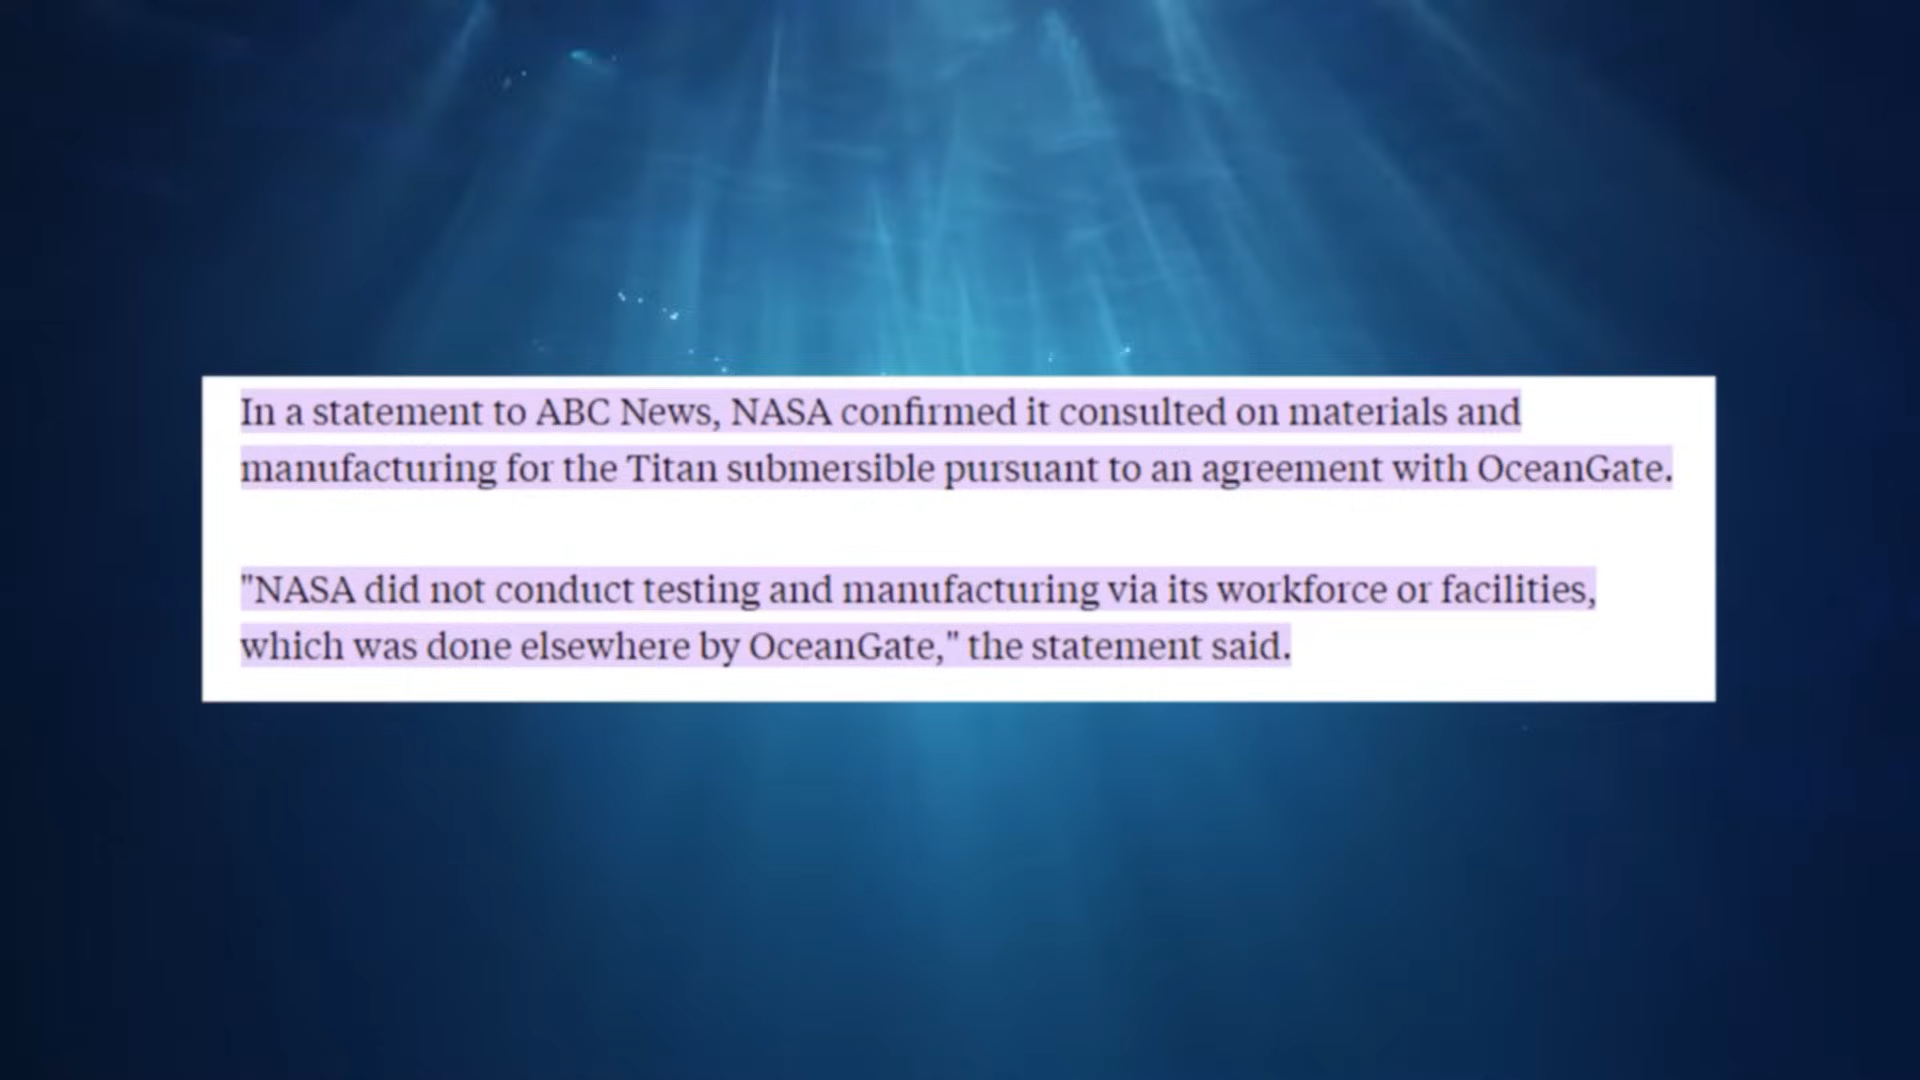 In a statement to ABC News, NASA confirmed it consulted on materials and
manufacturing for the Titan submersible pursuant to an agreement with OceanGate.
"NASA did not conduct testing and manufacturing via its workforce or facilities,
which was done elsewhere by OceanGate," the statement said.